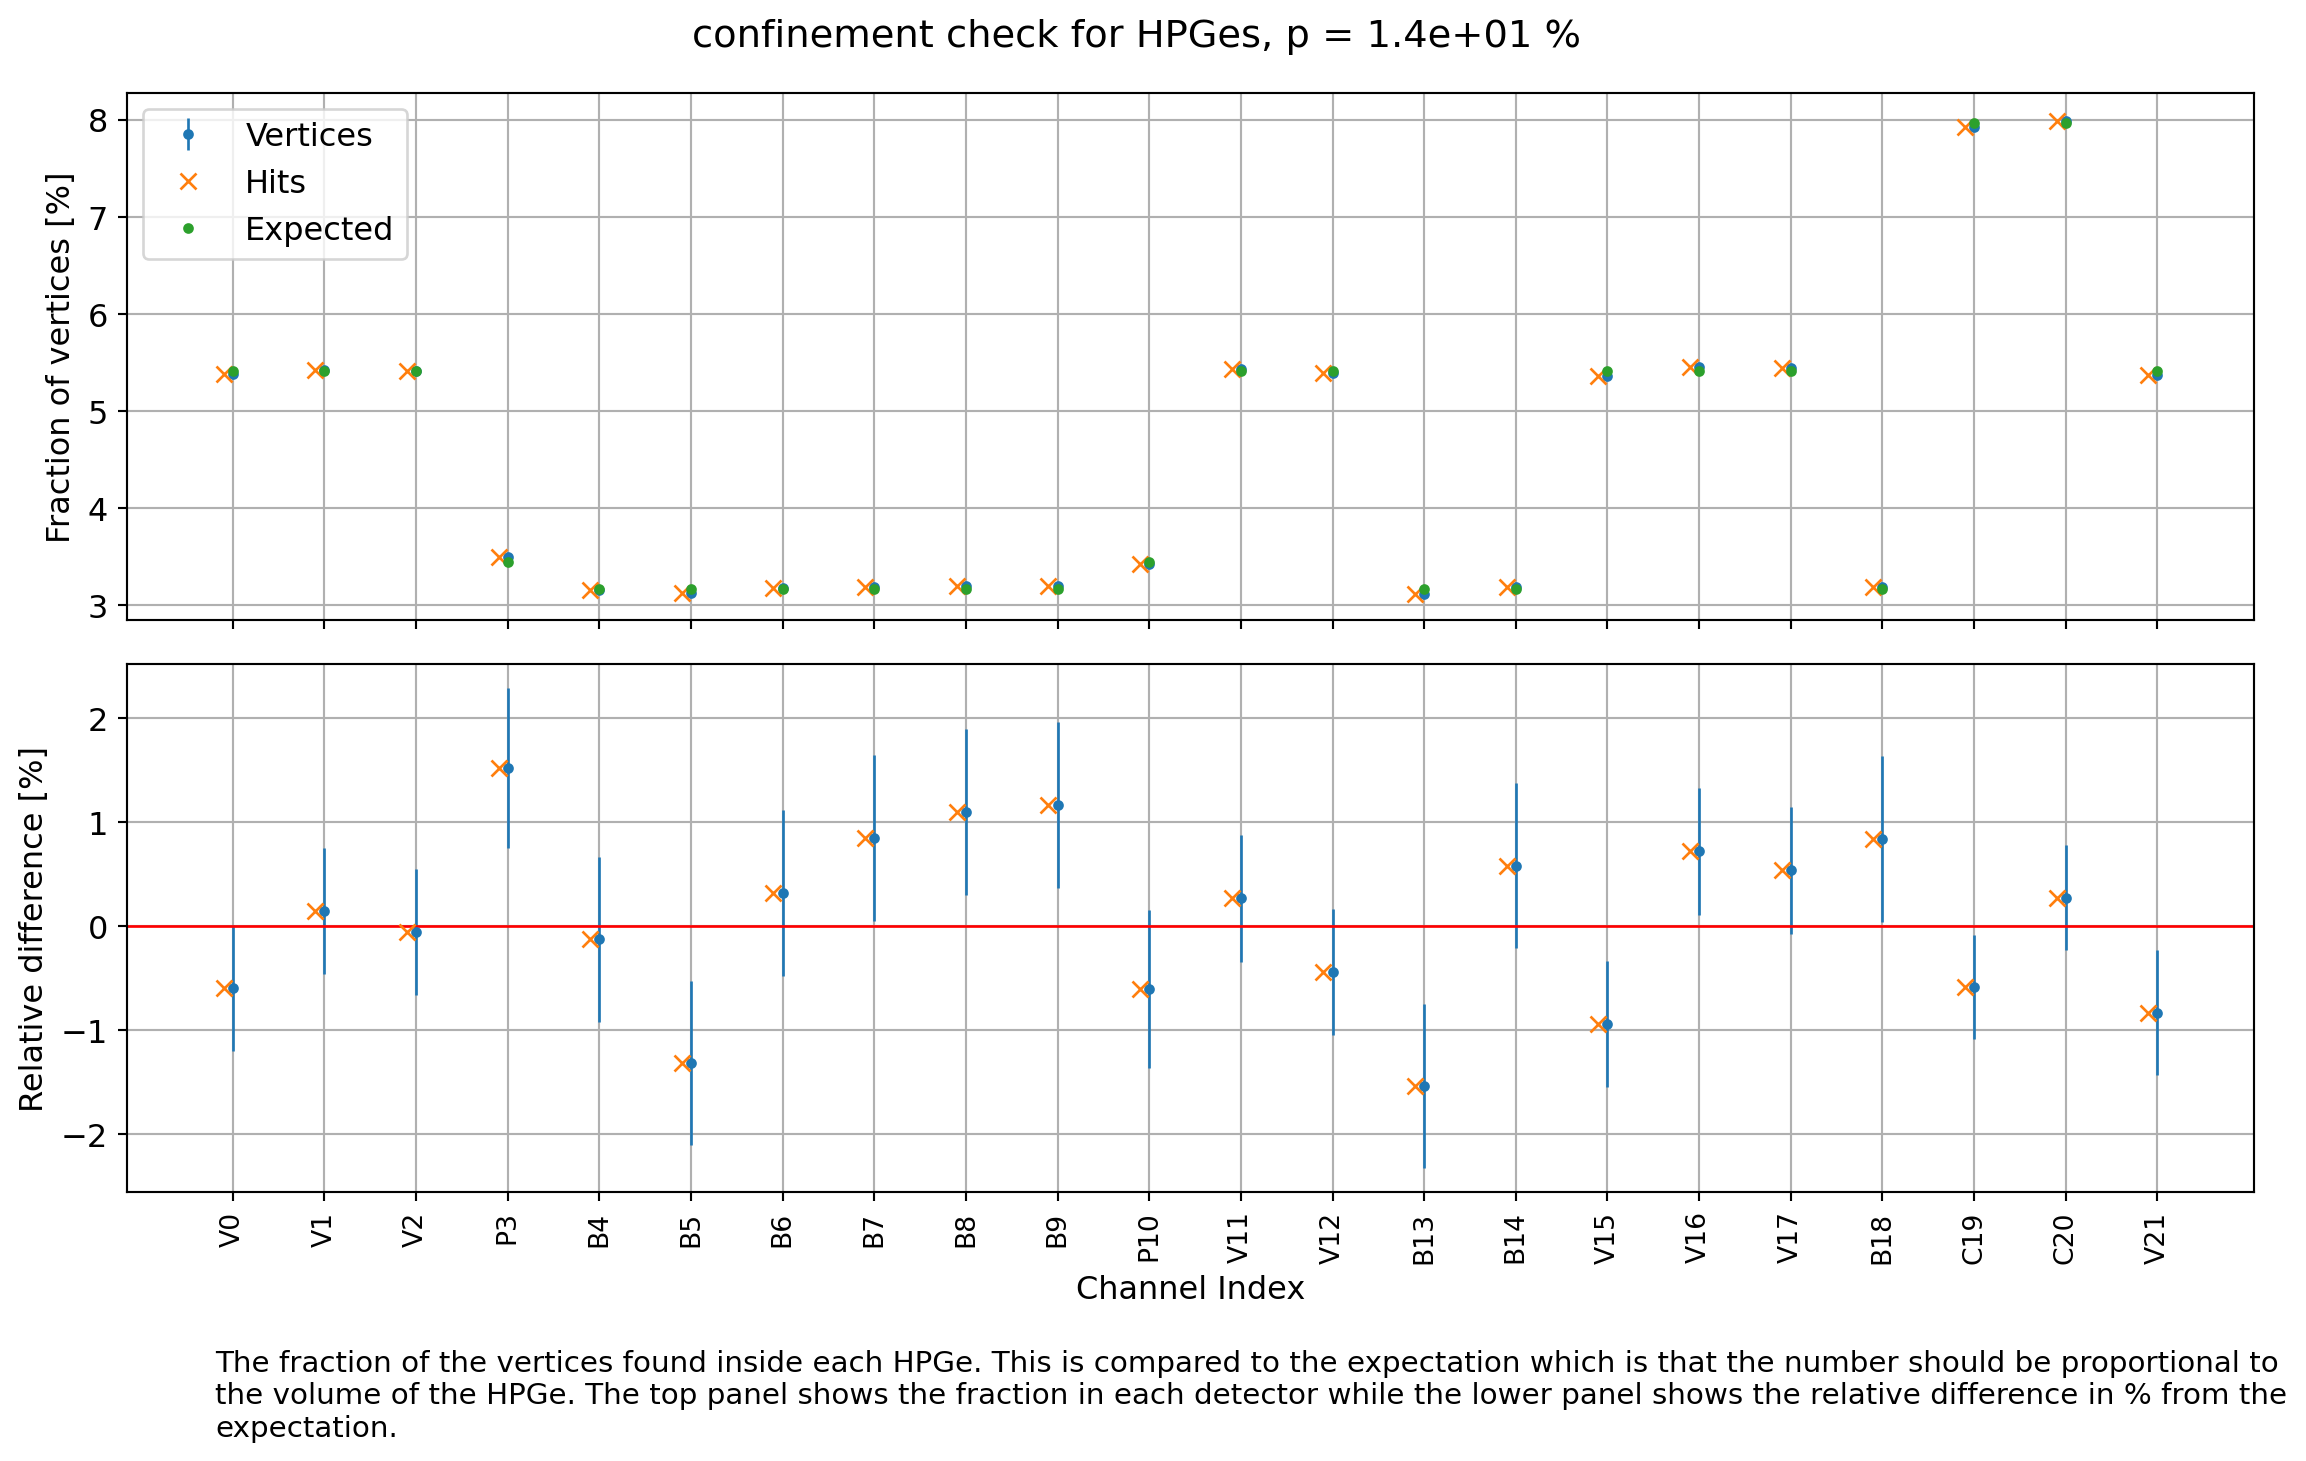 confinement check for HPGes, p = 1.4e+01 %
Fraction of vertices [%]
8
7
6
5
4
3
Vertices
Hits
Expected
Relative difference [%]
2
1
0
−1
−2
V0 V1 V2 P3 B4 B5 B6 B7 B8 B9 P10 V11 V12 B13 B14 V15 V16 V17 B18 C19 C20 V21
Channel Index
The fraction of the vertices found inside each HPGe. This is compared to the expectation which is that the number should be proportional to
the volume of the HPGe. The top panel shows the fraction in each detector while the lower panel shows the relative difference in % from the
expectation.